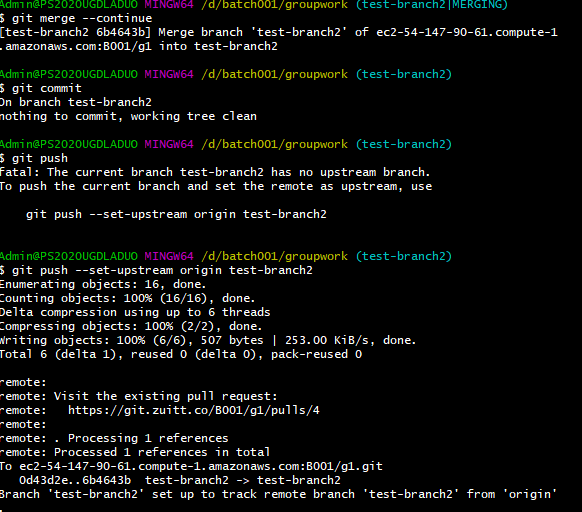 Admin@PS2020UGDLADUO MINGW64 /d/batch001/groupwork (test-branch2|MERGING)
$ git merge --continue
[test-branch2 6b4643b] Merge branch 'test-branch2' of ec2-54-147-90-61.compute-1
.amazonaws.com:B001/g1 into test-branch2
Admin@PS2020UGDLADUO MINGW64 /d/batch001/groupwork (test-branch2)
$ git commit
On branch test-branch2
nothing to commit, working tree clean
Admin@PS2020UGDLADUO MINGW64 /d/batch001/groupwork (test-branch2)
$ git push
fatal: The current branch test-branch2 has no upstream branch.
To push the current branch and set the remote as upstream, use
git push --set-upstream origin test-branch2
Admin@PS2020UGDLADUO MINGW64 /d/batch001/groupwork (test-branch2)
$ git push --set-upstream origin test-branch2
Enumerating objects: 16, done.
Counting objects: 100% (16/16), done.
Delta compression using up to 6 threads
Compressing objects: 100% (2/2), done.
Writing objects: 100% (6/6), 507 bytes | 253.00 KiB/s, done.
Total 6 (delta 1), reused 0 (delta 0), pack-reused 0
remote:
remote: Visit the existing pull request:
remote:   https://git.zuitt.co/B001/g1/pulls/4
remote:
remote: . Processing 1 references
remote: Processed 1 references in total
To ec2-54-147-90-61.compute-1.amazonaws.com:B001/g1.git
0d43d2e..6b4643b  test-branch2 -> test-branch2
Branch 'test-branch2' set up to track remote branch 'test-branch2' from 'origin'